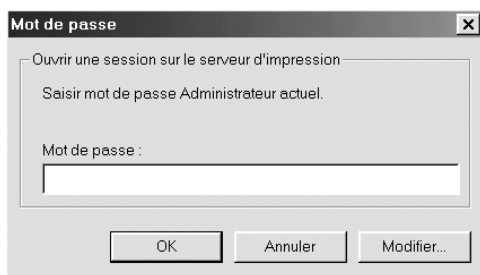 Mot de passe
Ouvrir une session sur le serveur d'impression
Saisir mot de passe Administrateur actuel.
Mot de passe :
OK Annuler Modifier...